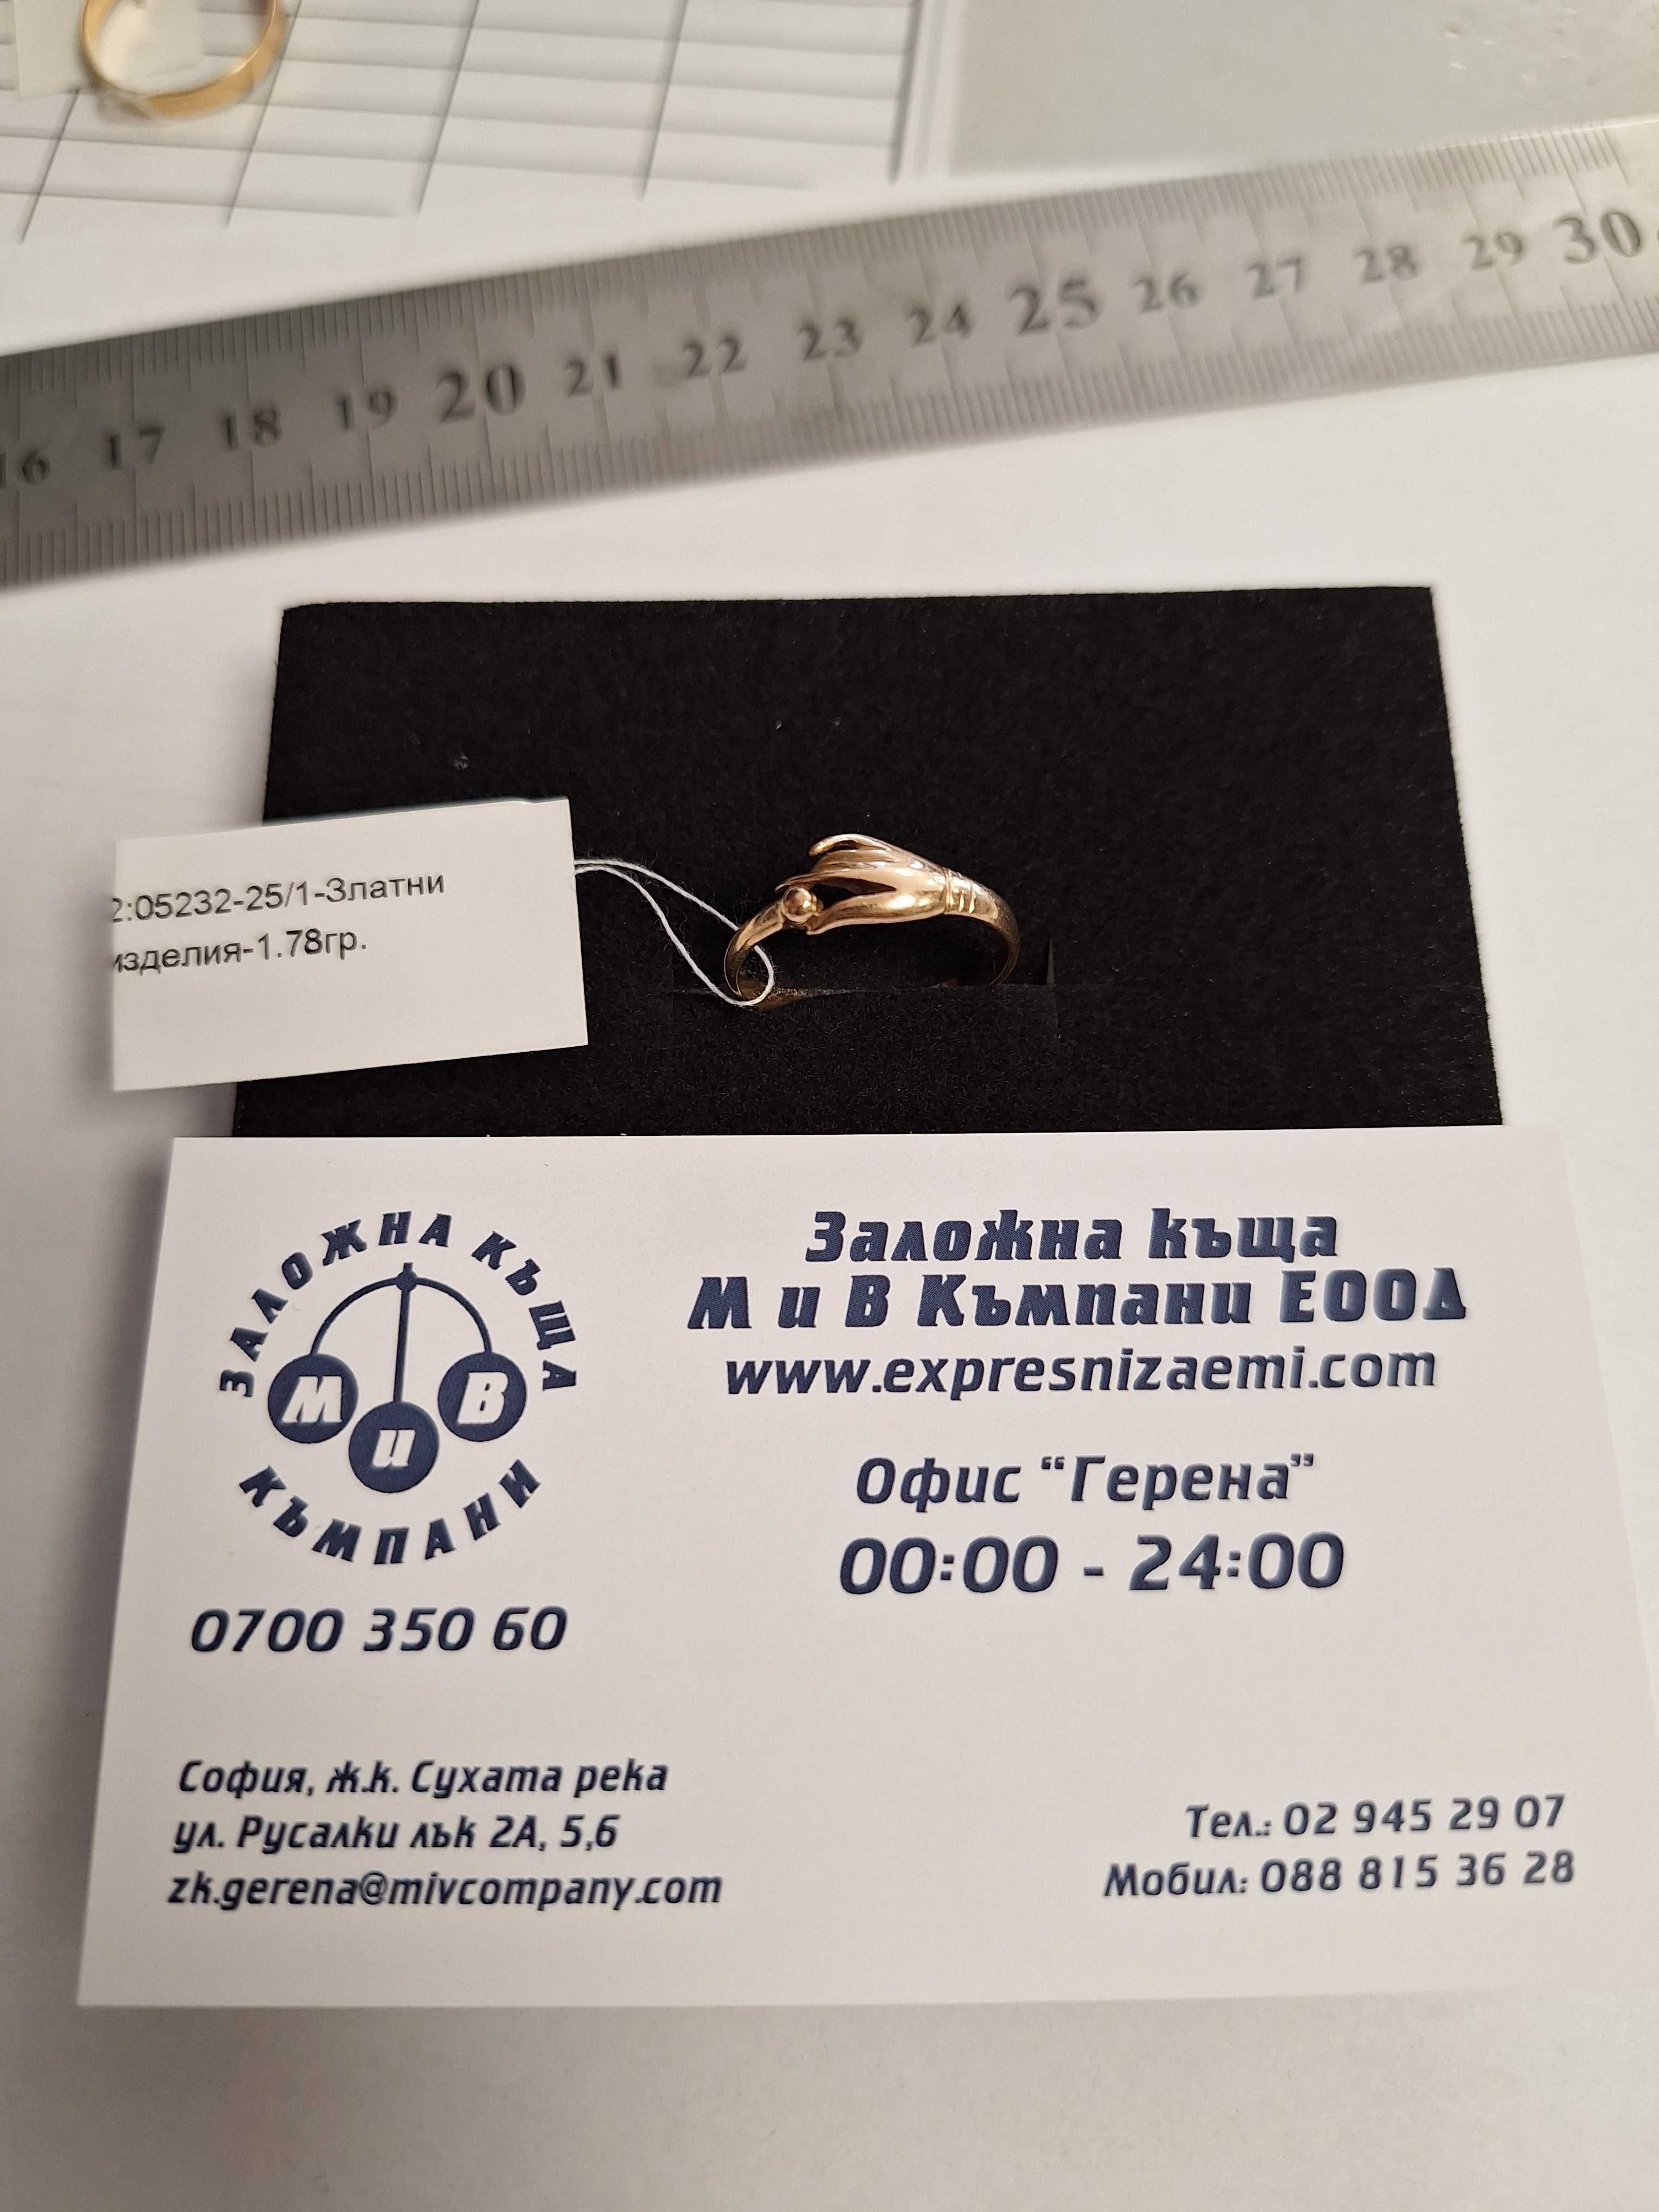 16 17 18 19 20 21 22 23 24 25 26 27 28 29 30
2:05232-25/1-Златни
изделия-1.78гр.
ЗАЛОЖНА КЪЩА
М и В
КЪМПАНИ
0700 350 60
Заложна къща
М и В Къмпани ЕООД
www.expresnizaemi.com
Офис "Герена"
00:00 - 24:00
София, ж.к. Сухата река
ул. Русалки лък 2А, 5,6
zk.gerena@mivcompany.com
Тел.: 02 945 29 07
Мобил: 088 815 36 28